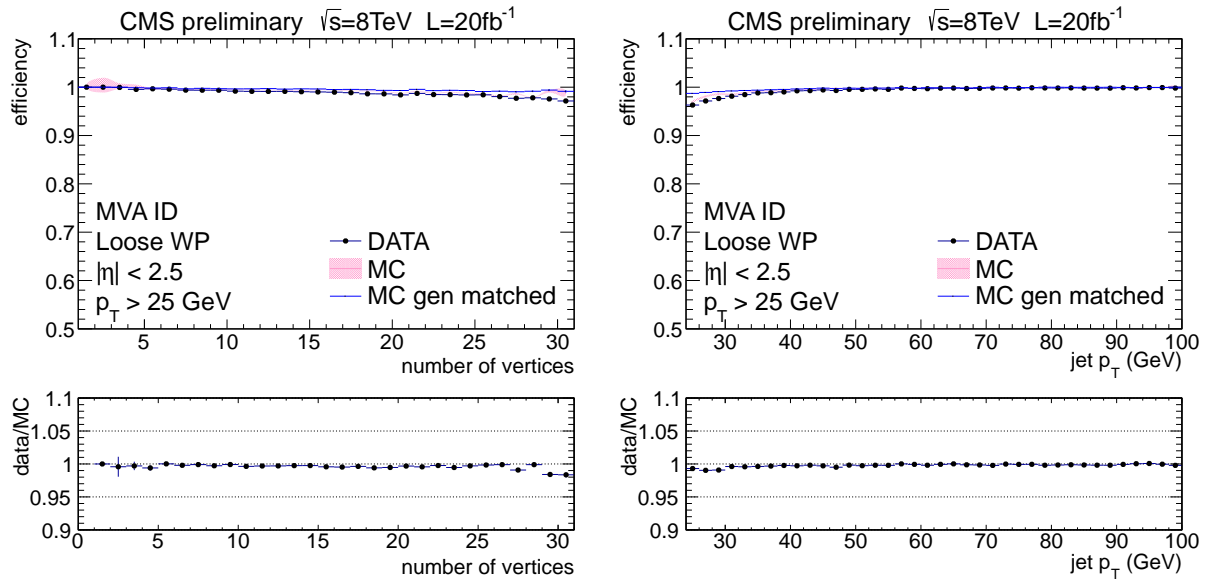 CMS preliminary √s=8TeV L=20fb⁻¹
efficiency
1.1
1
0.9
0.8
0.7
0.6
0.5
MVA ID
Loose WP
|η| < 2.5
p_T > 25 GeV
DATA
MC
MC gen matched
5 10 15 20 25 30
number of vertices
data/MC
1.1
1.05
1
0.95
0.9
0 5 10 15 20 25 30
number of vertices
CMS preliminary √s=8TeV L=20fb⁻¹
efficiency
1.1
1
0.9
0.8
0.7
0.6
0.5
MVA ID
Loose WP
|η| < 2.5
p_T > 25 GeV
DATA
MC
MC gen matched
30 40 50 60 70 80 90 100
jet p_T (GeV)
data/MC
1.1
1.05
1
0.95
0.9
30 40 50 60 70 80 90 100
jet p_T (GeV)